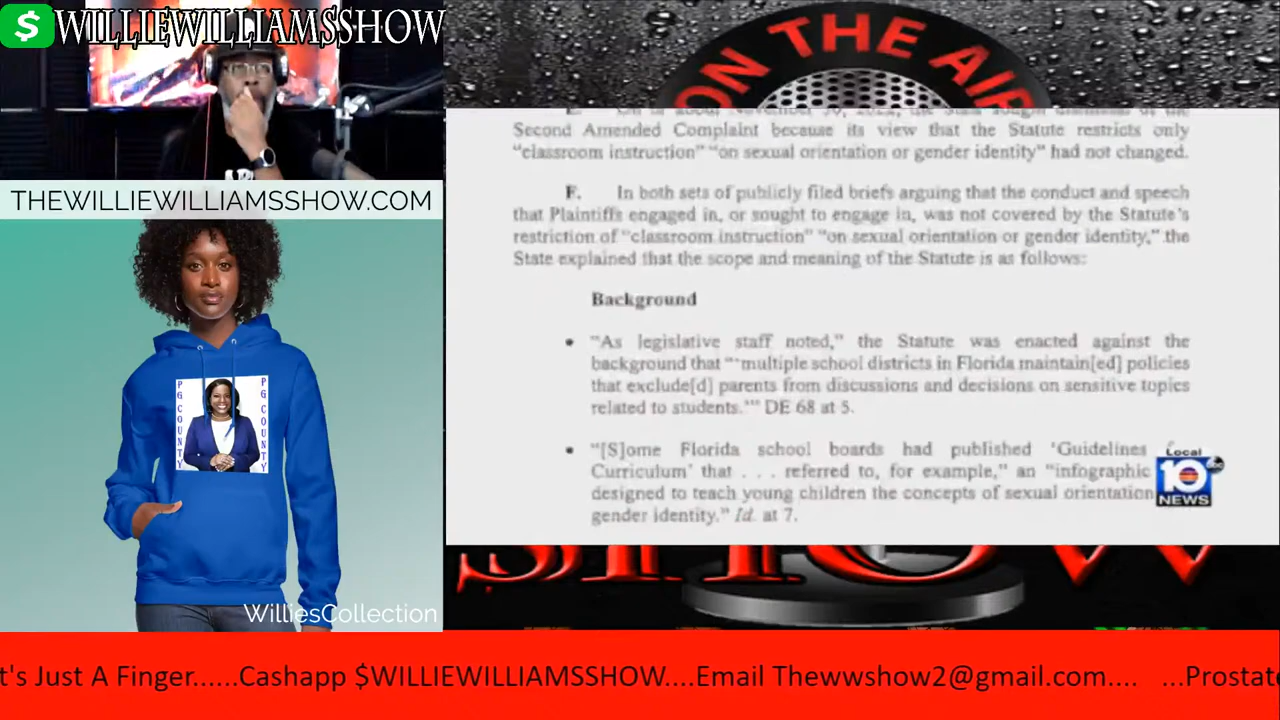 $ WILLIEWILLIAMSSHOW
THEWILLIEWILLIAMSSHOW.COM
PG COUNTY
PG COUNTY
WilliesCollection
ON THE AIR
Second Amended Complaint because its view that the Statute restricts only
"classroom instruction" "on sexual orientation or gender identity" had not changed.
F. In both sets of publicly filed briefs arguing that the conduct and speech
that Plaintiffs engaged in, or sought to engage in, was not covered by the Statute's
restriction of "classroom instruction" "on sexual orientation or gender identity," the
State explained that the scope and meaning of the Statute is as follows:
Background
• "As legislative staff noted," the Statute was enacted against the
background that "'multiple school districts in Florida maintain[ed] policies
that exclude[d] parents from discussions and decisions on sensitive topics
related to students.'" DE 68 at 5.
• "[S]ome Florida school boards had published 'Guidelines
Curriculum' that . . . referred to, for example," an "infographic
designed to teach young children the concepts of sexual orientation
gender identity." Id. at 7.
Local
10
abc
NEWS
SHOW
t's Just A Finger......Cashapp $WILLIEWILLIAMSSHOW....Email Thewwshow2@gmail.com.... ...Prostate